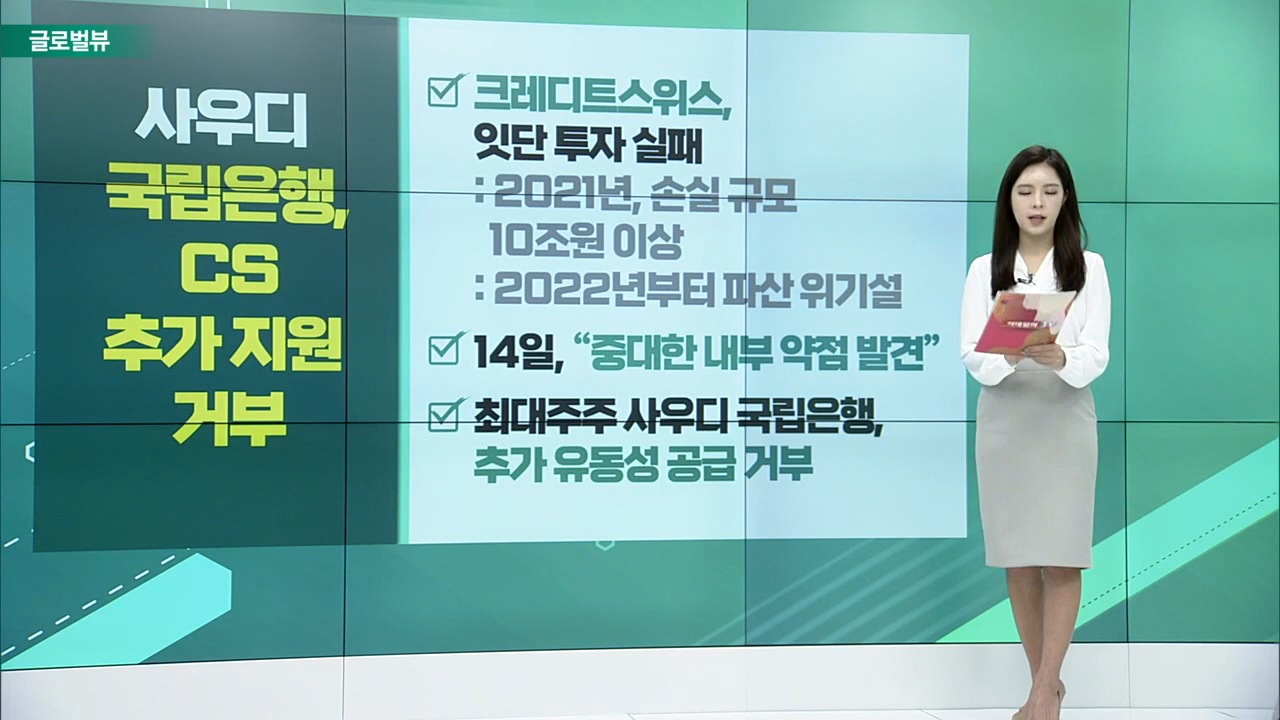 글로벌뷰
사우디
국립은행,
CS
추가 지원
거부
크레디트스위스,
잇단 투자 실패
: 2021년, 손실 규모
10조원 이상
: 2022년부터 파산 위기설
14일, “중대한 내부 약점 발견”
최대주주 사우디 국립은행,
추가 유동성 공급 거부